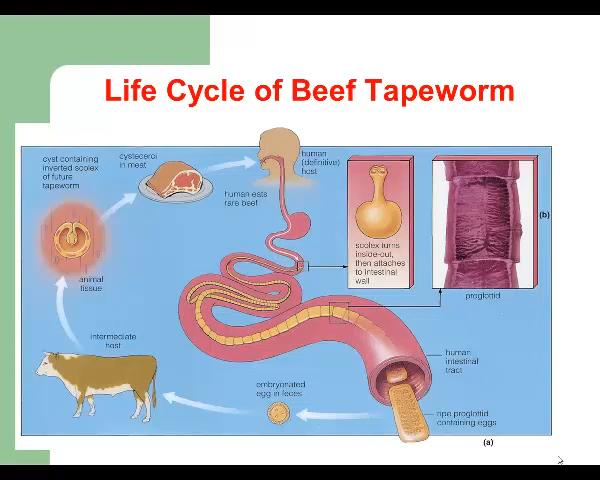 Life Cycle of Beef Tapeworm
cyst containing
inverted scolex
of future
tapeworm
cysteceroi
in meat
human
(definitive)
host
human eats
rare beef
scolex turns
inside-out,
then attaches
to intestinal
wall
(b)
proglottid
animal
tissue
intermediate
host
human
intestinal
tract
embryonated
egg in feces
ripe proglottid
containing eggs
(a)